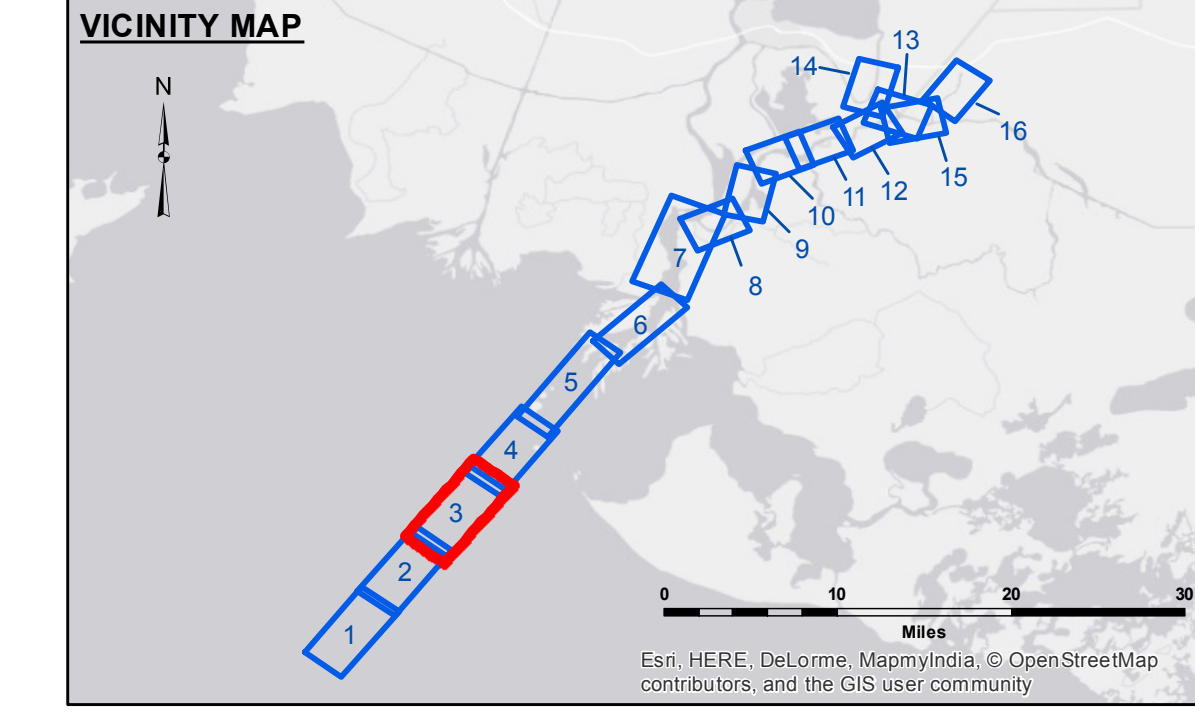 VICINITY MAP
N
13
14
16
15
12
11
10
9
8
7
6
5
4
3
2
1
0 10 20 30
Miles
Esri, HERE, DeLorme, MapmyIndia, © OpenStreetMap
contributors, and the GIS user community